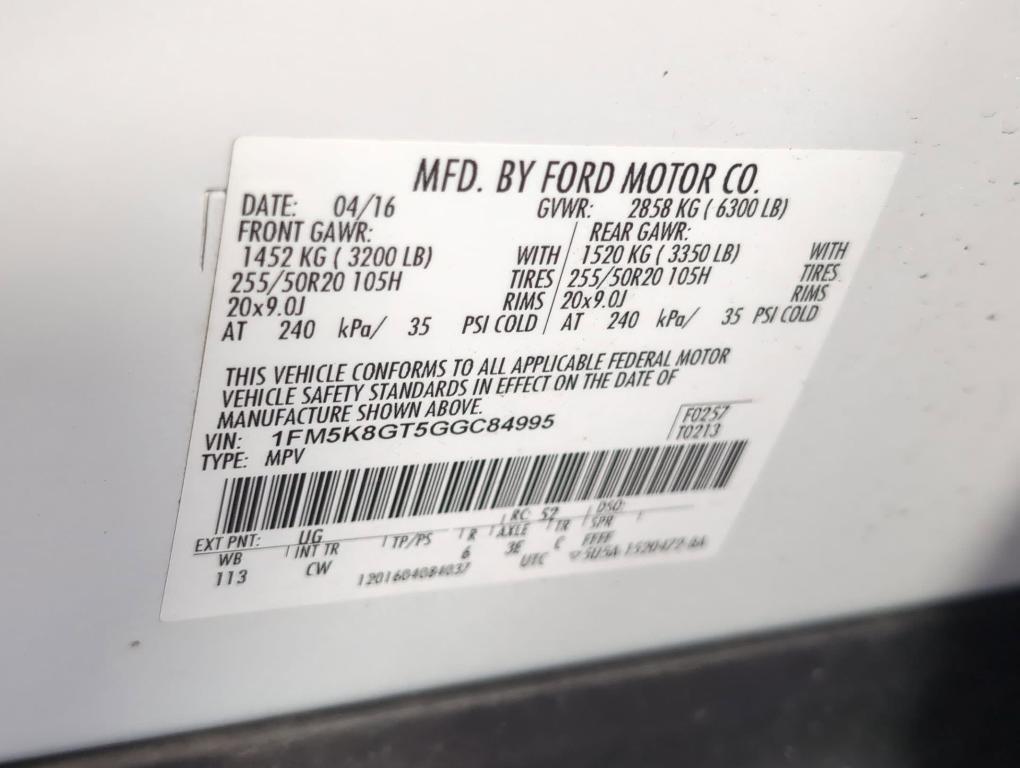 MFD. BY FORD MOTOR CO.
DATE: 04/16 GVWR: 2858 KG ( 6300 LB)
FRONT GAWR: REAR GAWR:
1452 KG ( 3200 LB) WITH / 1520 KG ( 3350 LB) WITH
255/50R20 105H TIRES / 255/50R20 105H TIRES
20x9.0J RIMS / 20x9.0J RIMS
AT 240 kPa/ 35 PSI COLD / AT 240 kPa/ 35 PSI COLD
THIS VEHICLE CONFORMS TO ALL APPLICABLE FEDERAL MOTOR
VEHICLE SAFETY STANDARDS IN EFFECT ON THE DATE OF
MANUFACTURE SHOWN ABOVE.
VIN: 1FM5K8GT5GGC84995 F0257
TYPE: MPV T0213
EXT PNT: UG RC: 52 DSO:
WB INT TR TP/PS R AXLE TR SPR
113 CW 6 3E C FFFF
1201604084037 UTC